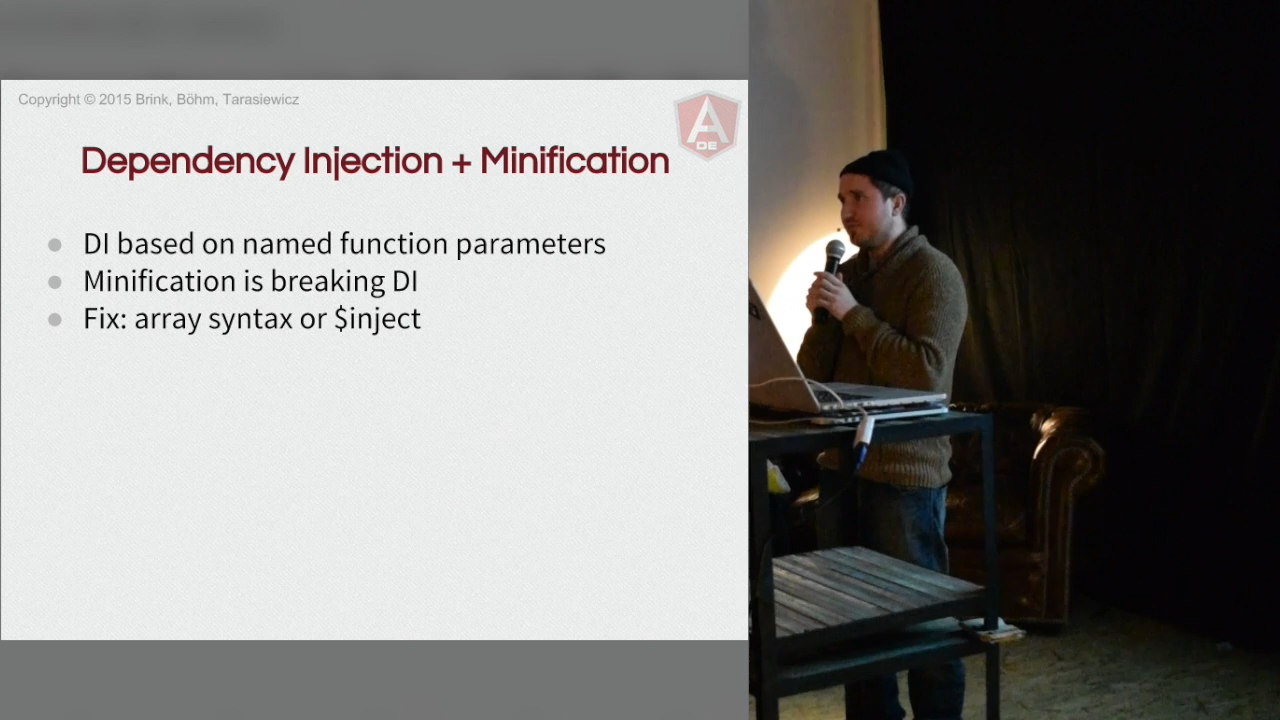 Copyright © 2015 Brink, Böhm, Tarasiewicz
A
DE
Dependency Injection + Minification
DI based on named function parameters
Minification is breaking DI
Fix: array syntax or $inject